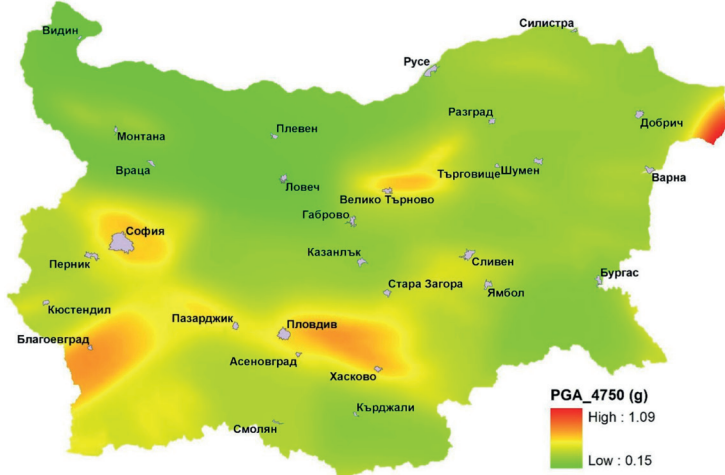 Силистра
Видин
Русе
Разград
Добрич
Монтана
Плевен
Враца
Търговище
Шумен
Варна
Ловеч
Велико Търново
Габрово
София
Перник
Казанлък
Сливен
Бургас
Стара Загора
Ямбол
Кюстендил
Пазарджик
Пловдив
Благоевград
Асеновград
Хасково
PGA_4750 (g)
High : 1.09
Кърджали
Смолян
Low : 0.15